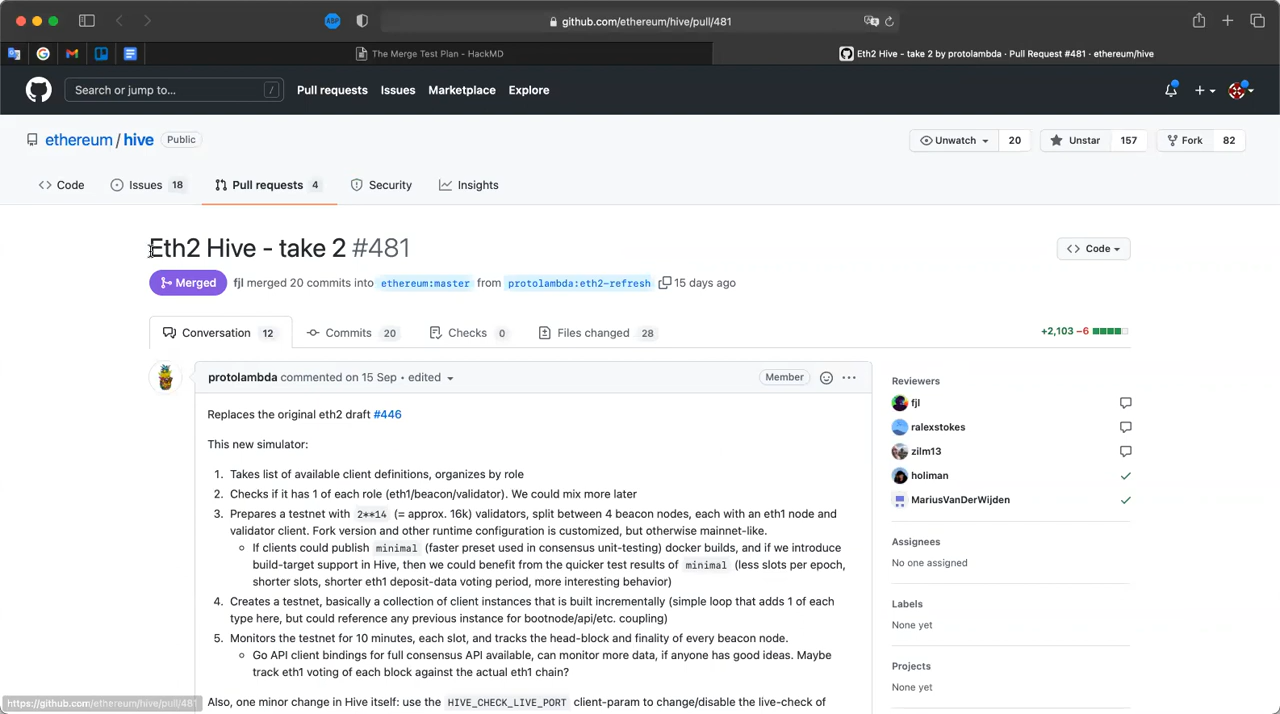 ABP
github.com/ethereum/hive/pull/481
The Merge Test Plan - HackMD
Eth2 Hive - take 2 by protolambda · Pull Request #481 · ethereum/hive
Search or jump to... /
Pull requests Issues Marketplace Explore
ethereum / hive Public
Unwatch 20 Unstar 157 Fork 82
Code Issues 18 Pull requests 4 Security Insights
Eth2 Hive - take 2 #481
Code
Merged fjl merged 20 commits into ethereum:master from protolambda:eth2-refresh 15 days ago
Conversation 12 Commits 20 Checks 0 Files changed 28
+2,103 −6
protolambda commented on 15 Sep • edited
Member
Replaces the original eth2 draft #446
This new simulator:
1. Takes list of available client definitions, organizes by role
2. Checks if it has 1 of each role (eth1/beacon/validator). We could mix more later
3. Prepares a testnet with 2**14 (= approx. 16k) validators, split between 4 beacon nodes, each with an eth1 node and
validator client. Fork version and other runtime configuration is customized, but otherwise mainnet-like.
If clients could publish minimal (faster preset used in consensus unit-testing) docker builds, and if we introduce
build-target support in Hive, then we could benefit from the quicker test results of minimal (less slots per epoch,
shorter slots, shorter eth1 deposit-data voting period, more interesting behavior)
4. Creates a testnet, basically a collection of client instances that is built incrementally (simple loop that adds 1 of each
type here, but could reference any previous instance for bootnode/api/etc. coupling)
5. Monitors the testnet for 10 minutes, each slot, and tracks the head-block and finality of every beacon node.
Go API client bindings for full consensus API available, can monitor more data, if anyone has good ideas. Maybe
track eth1 voting of each block against the actual eth1 chain?
Also, one minor change in Hive itself: use the HIVE_CHECK_LIVE_PORT client-param to change/disable the live-check of
Reviewers
fjl
ralexstokes
zilm13
holiman
MariusVanDerWijden
Assignees
No one assigned
Labels
None yet
Projects
None yet
https://github.com/ethereum/hive/pull/481